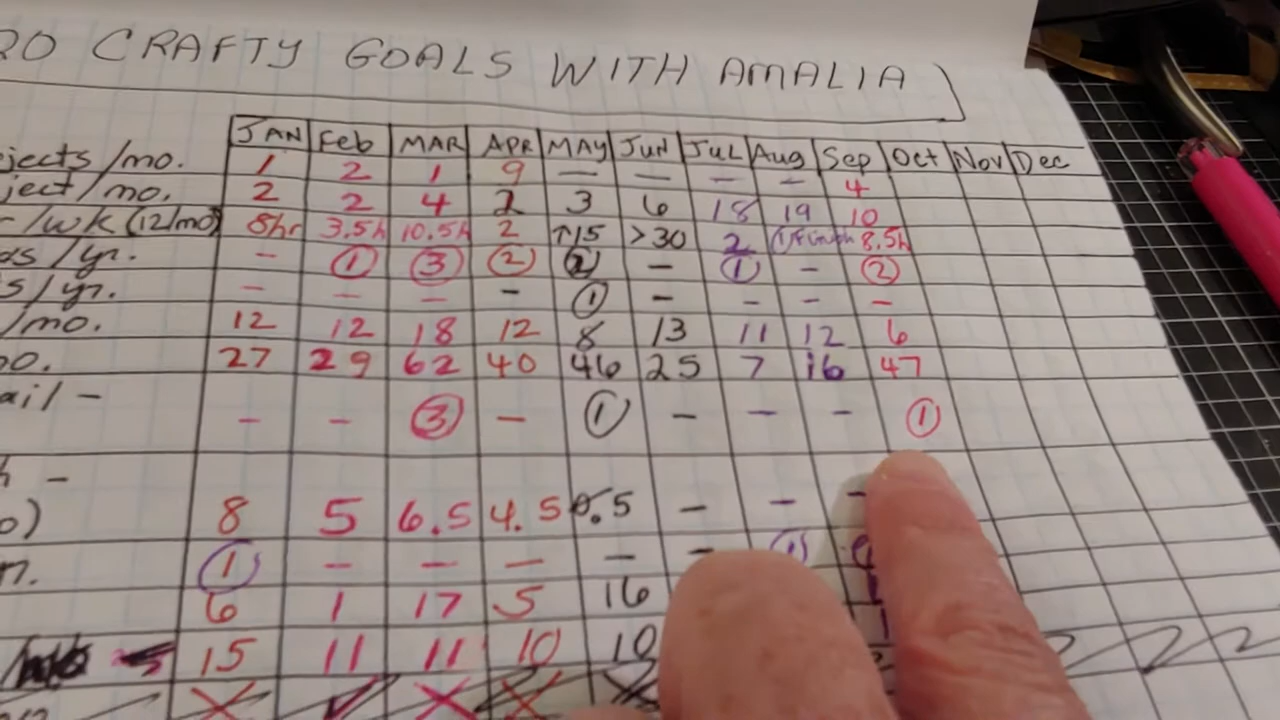 20 CRAFTY GOALS WITH AMALIA
JAN Feb MAR APR MAY Jun JuL Aug Sep Oct Nov Dec
jects/mo. 1 2 1 9 — — — — 4
ject/mo. 2 2 4 2 3 6 18 19 10
/wk (12/mo) 8hr 3.5h 10.5h 2 ↑15 >30 2 8.5h
ds/yr. — ① ③ ② ② — ① — ②
s/yr. — — — — ① — — — —
/mo. 12 12 18 12 8 13 11 12 6
mo. 27 29 62 40 46 25 7 16 47
ail — — — ③ — ① — — — ①
h —
o) 8 5 6.5 4.5 .5 — — —
n. ① — — — — — ①
6 1 17 5 16
15 11 11 10 10